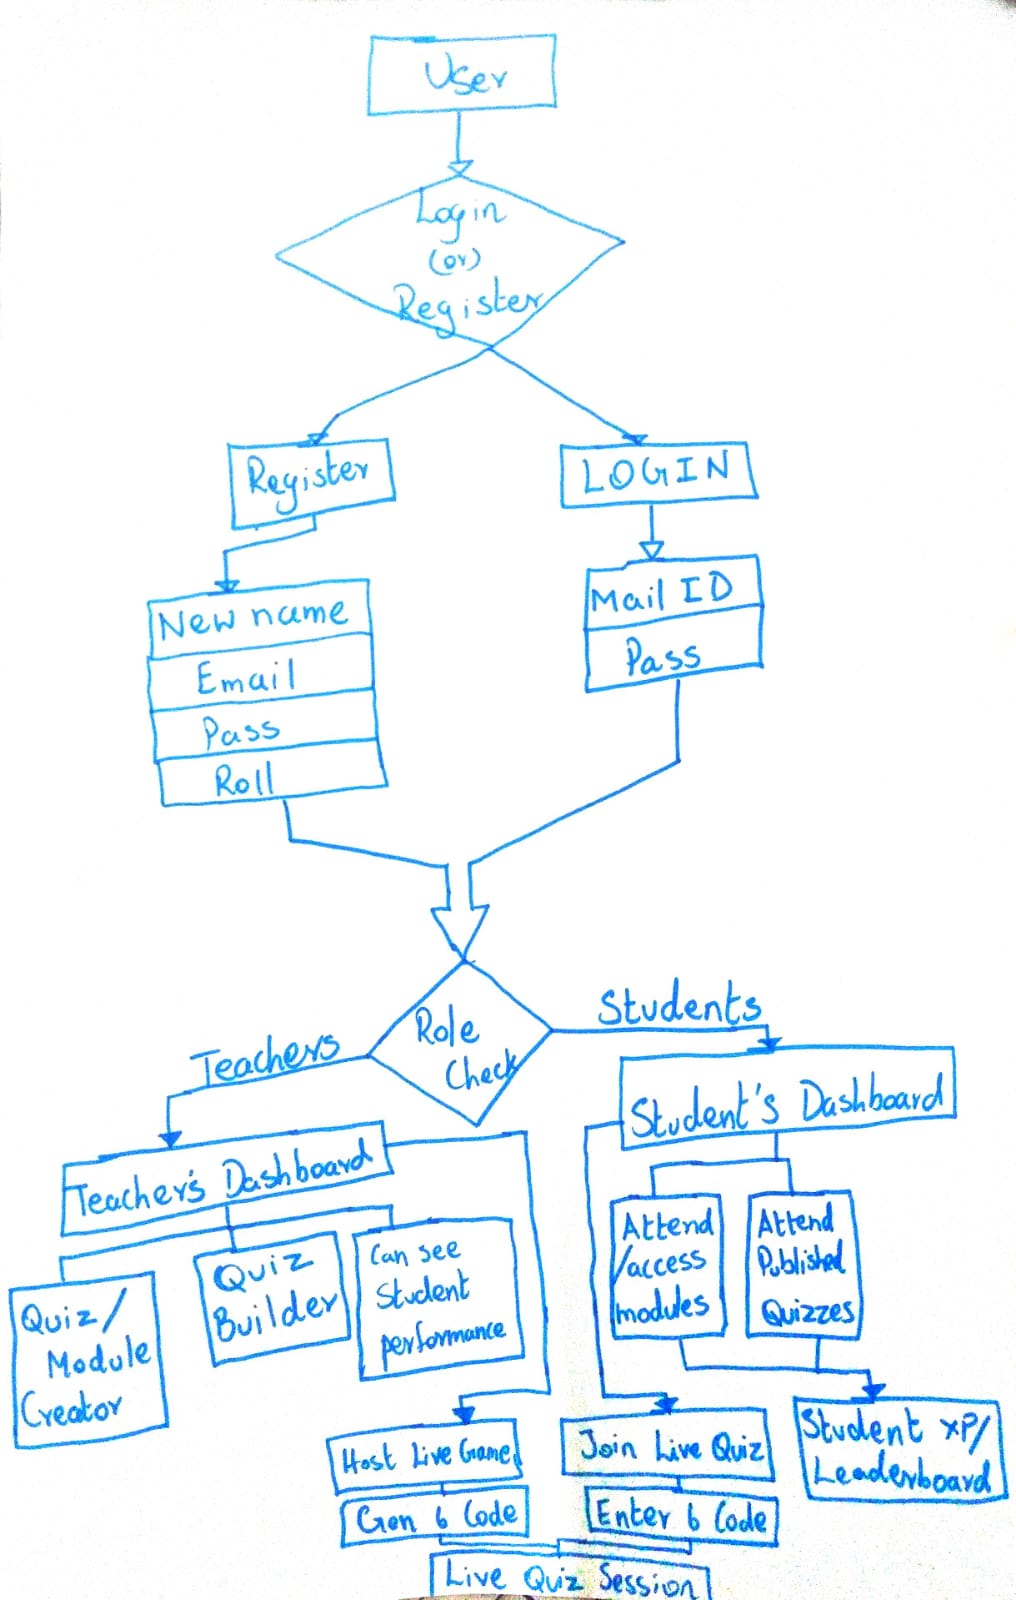 User
Login
(or)
Register
Register
LOGIN
New name
Email
Pass
Roll
Mail ID
Pass
Role
Check
Teachers
Students
Teacher's Dashboard
Student's Dashboard
Quiz/
Module
Creator
Quiz
Builder
Can see
Student
performance
Attend
/access
modules
Attend
Published
Quizzes
Host Live Game
Gen 6 Code
Join Live Quiz
Enter 6 Code
Student XP/
Leaderboard
Live Quiz Session